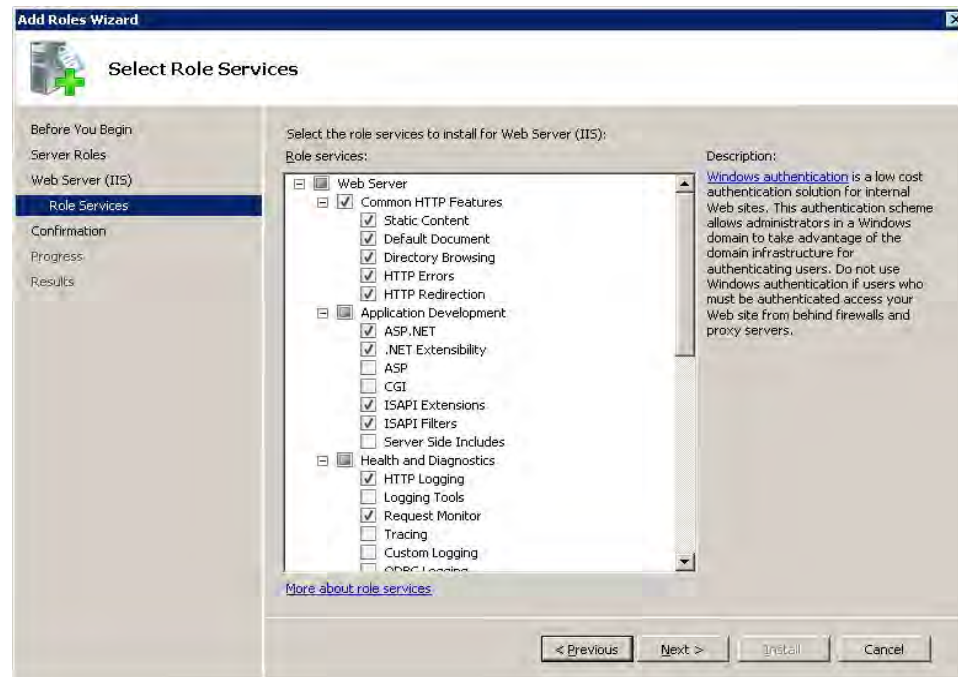 Add Roles Wizard
Select Role Services
Before You Begin
Server Roles
Web Server (IIS)
Role Services
Confirmation
Progress
Results
Select the role services to install for Web Server (IIS):
Role services:
Web Server
Common HTTP Features
Static Content
Default Document
Directory Browsing
HTTP Errors
HTTP Redirection
Application Development
ASP.NET
.NET Extensibility
ASP
CGI
ISAPI Extensions
ISAPI Filters
Server Side Includes
Health and Diagnostics
HTTP Logging
Logging Tools
Request Monitor
Tracing
Custom Logging
ODBC Logging
More about role services
Description:
Windows authentication is a low cost
authentication solution for internal
Web sites. This authentication scheme
allows administrators in a Windows
domain to take advantage of the
domain infrastructure for
authenticating users. Do not use
Windows authentication if users who
must be authenticated access your
Web site from behind firewalls and
proxy servers.
< Previous
Next >
Install
Cancel